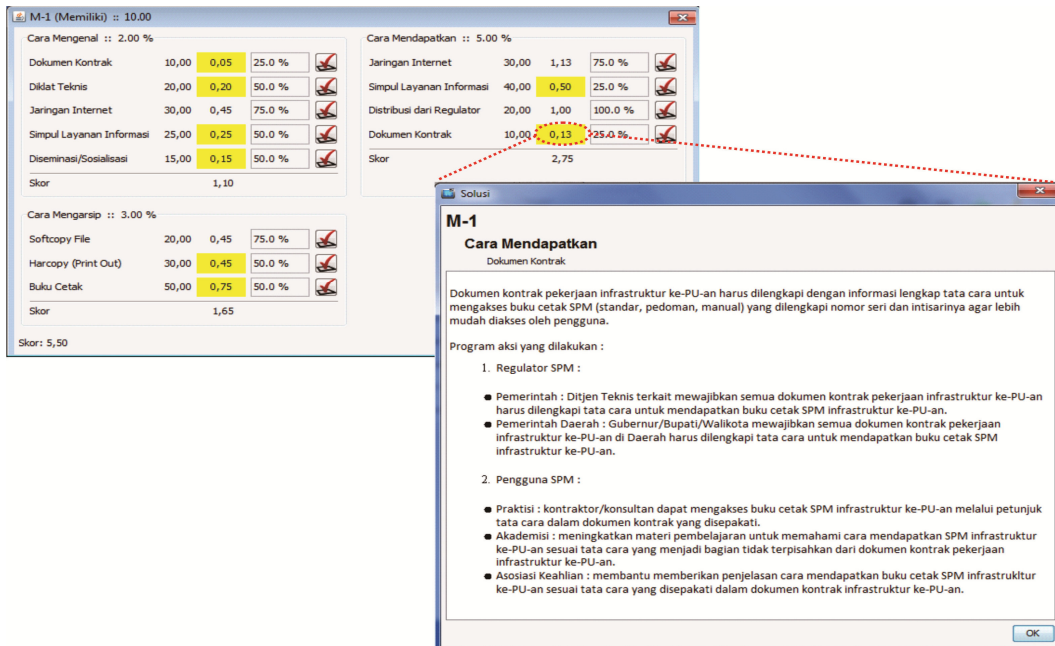 M-1 (Memiliki) :: 10.00
Cara Mengenal :: 2.00 %
Dokumen Kontrak 10,00 0,05 25.0 %
Diklat Teknis 20,00 0,20 50.0 %
Jaringan Internet 30,00 0,45 75.0 %
Simpul Layanan Informasi 25,00 0,25 50.0 %
Diseminasi/Sosialisasi 15,00 0,15 50.0 %
Skor 1,10
Cara Mendapatkan :: 5.00 %
Jaringan Internet 30,00 1,13 75.0 %
Simpul Layanan Informasi 40,00 0,50 25.0 %
Distribusi dari Regulator 20,00 1,00 100.0 %
Dokumen Kontrak 10,00 0,13 25.0 %
Skor 2,75
Cara Mengarsip :: 3.00 %
Softcopy File 20,00 0,45 75.0 %
Harcopy (Print Out) 30,00 0,45 50.0 %
Buku Cetak 50,00 0,75 50.0 %
Skor 1,65
Skor: 5,50
Solusi
M-1
Cara Mendapatkan
Dokumen Kontrak
Dokumen kontrak pekerjaan infrastruktur ke-PU-an harus dilengkapi dengan informasi lengkap tata cara untuk
mengakses buku cetak SPM (standar, pedoman, manual) yang dilengkapi nomor seri dan intisarinya agar lebih
mudah diakses oleh pengguna.
Program aksi yang dilakukan :
1. Regulator SPM :
● Pemerintah : Ditjen Teknis terkait mewajibkan semua dokumen kontrak pekerjaan infrastruktur ke-PU-an
harus dilengkapi tata cara untuk mendapatkan buku cetak SPM infrastruktur ke-PU-an.
● Pemerintah Daerah : Gubernur/Bupati/Walikota mewajibkan semua dokumen kontrak pekerjaan
infrastruktur ke-PU-an di Daerah harus dilengkapi tata cara untuk mendapatkan buku cetak SPM
infrastruktur ke-PU-an.
2. Pengguna SPM :
● Praktisi : kontraktor/konsultan dapat mengakses buku cetak SPM infrastruktur ke-PU-an melalui petunjuk
tata cara dalam dokumen kontrak yang disepakati.
● Akademisi : meningkatkan materi pembelajaran untuk memahami cara mendapatkan SPM infrastruktur
ke-PU-an sesuai tata cara yang menjadi bagian tidak terpisahkan dari dokumen kontrak pekerjaan
infrastruktur ke-PU-an.
● Asosiasi Keahlian : membantu memberikan penjelasan cara mendapatkan buku cetak SPM infrastrukltur
ke-PU-an sesuai tata cara yang disepakati dalam dokumen kontrak infrastruktur ke-PU-an.
OK